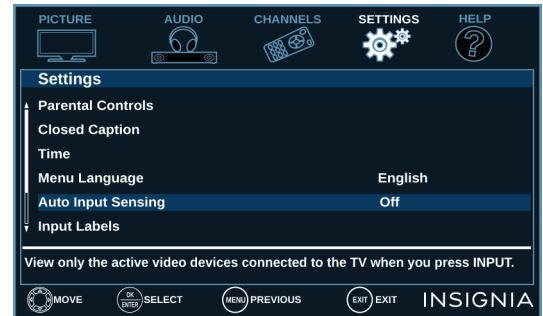 PICTURE AUDIO CHANNELS SETTINGS HELP
Settings
Parental Controls
Closed Caption
Time
Menu Language English
Auto Input Sensing Off
Input Labels
View only the active video devices connected to the TV when you press INPUT.
MOVE OK ENTER SELECT MENU PREVIOUS EXIT EXIT INSIGNIA